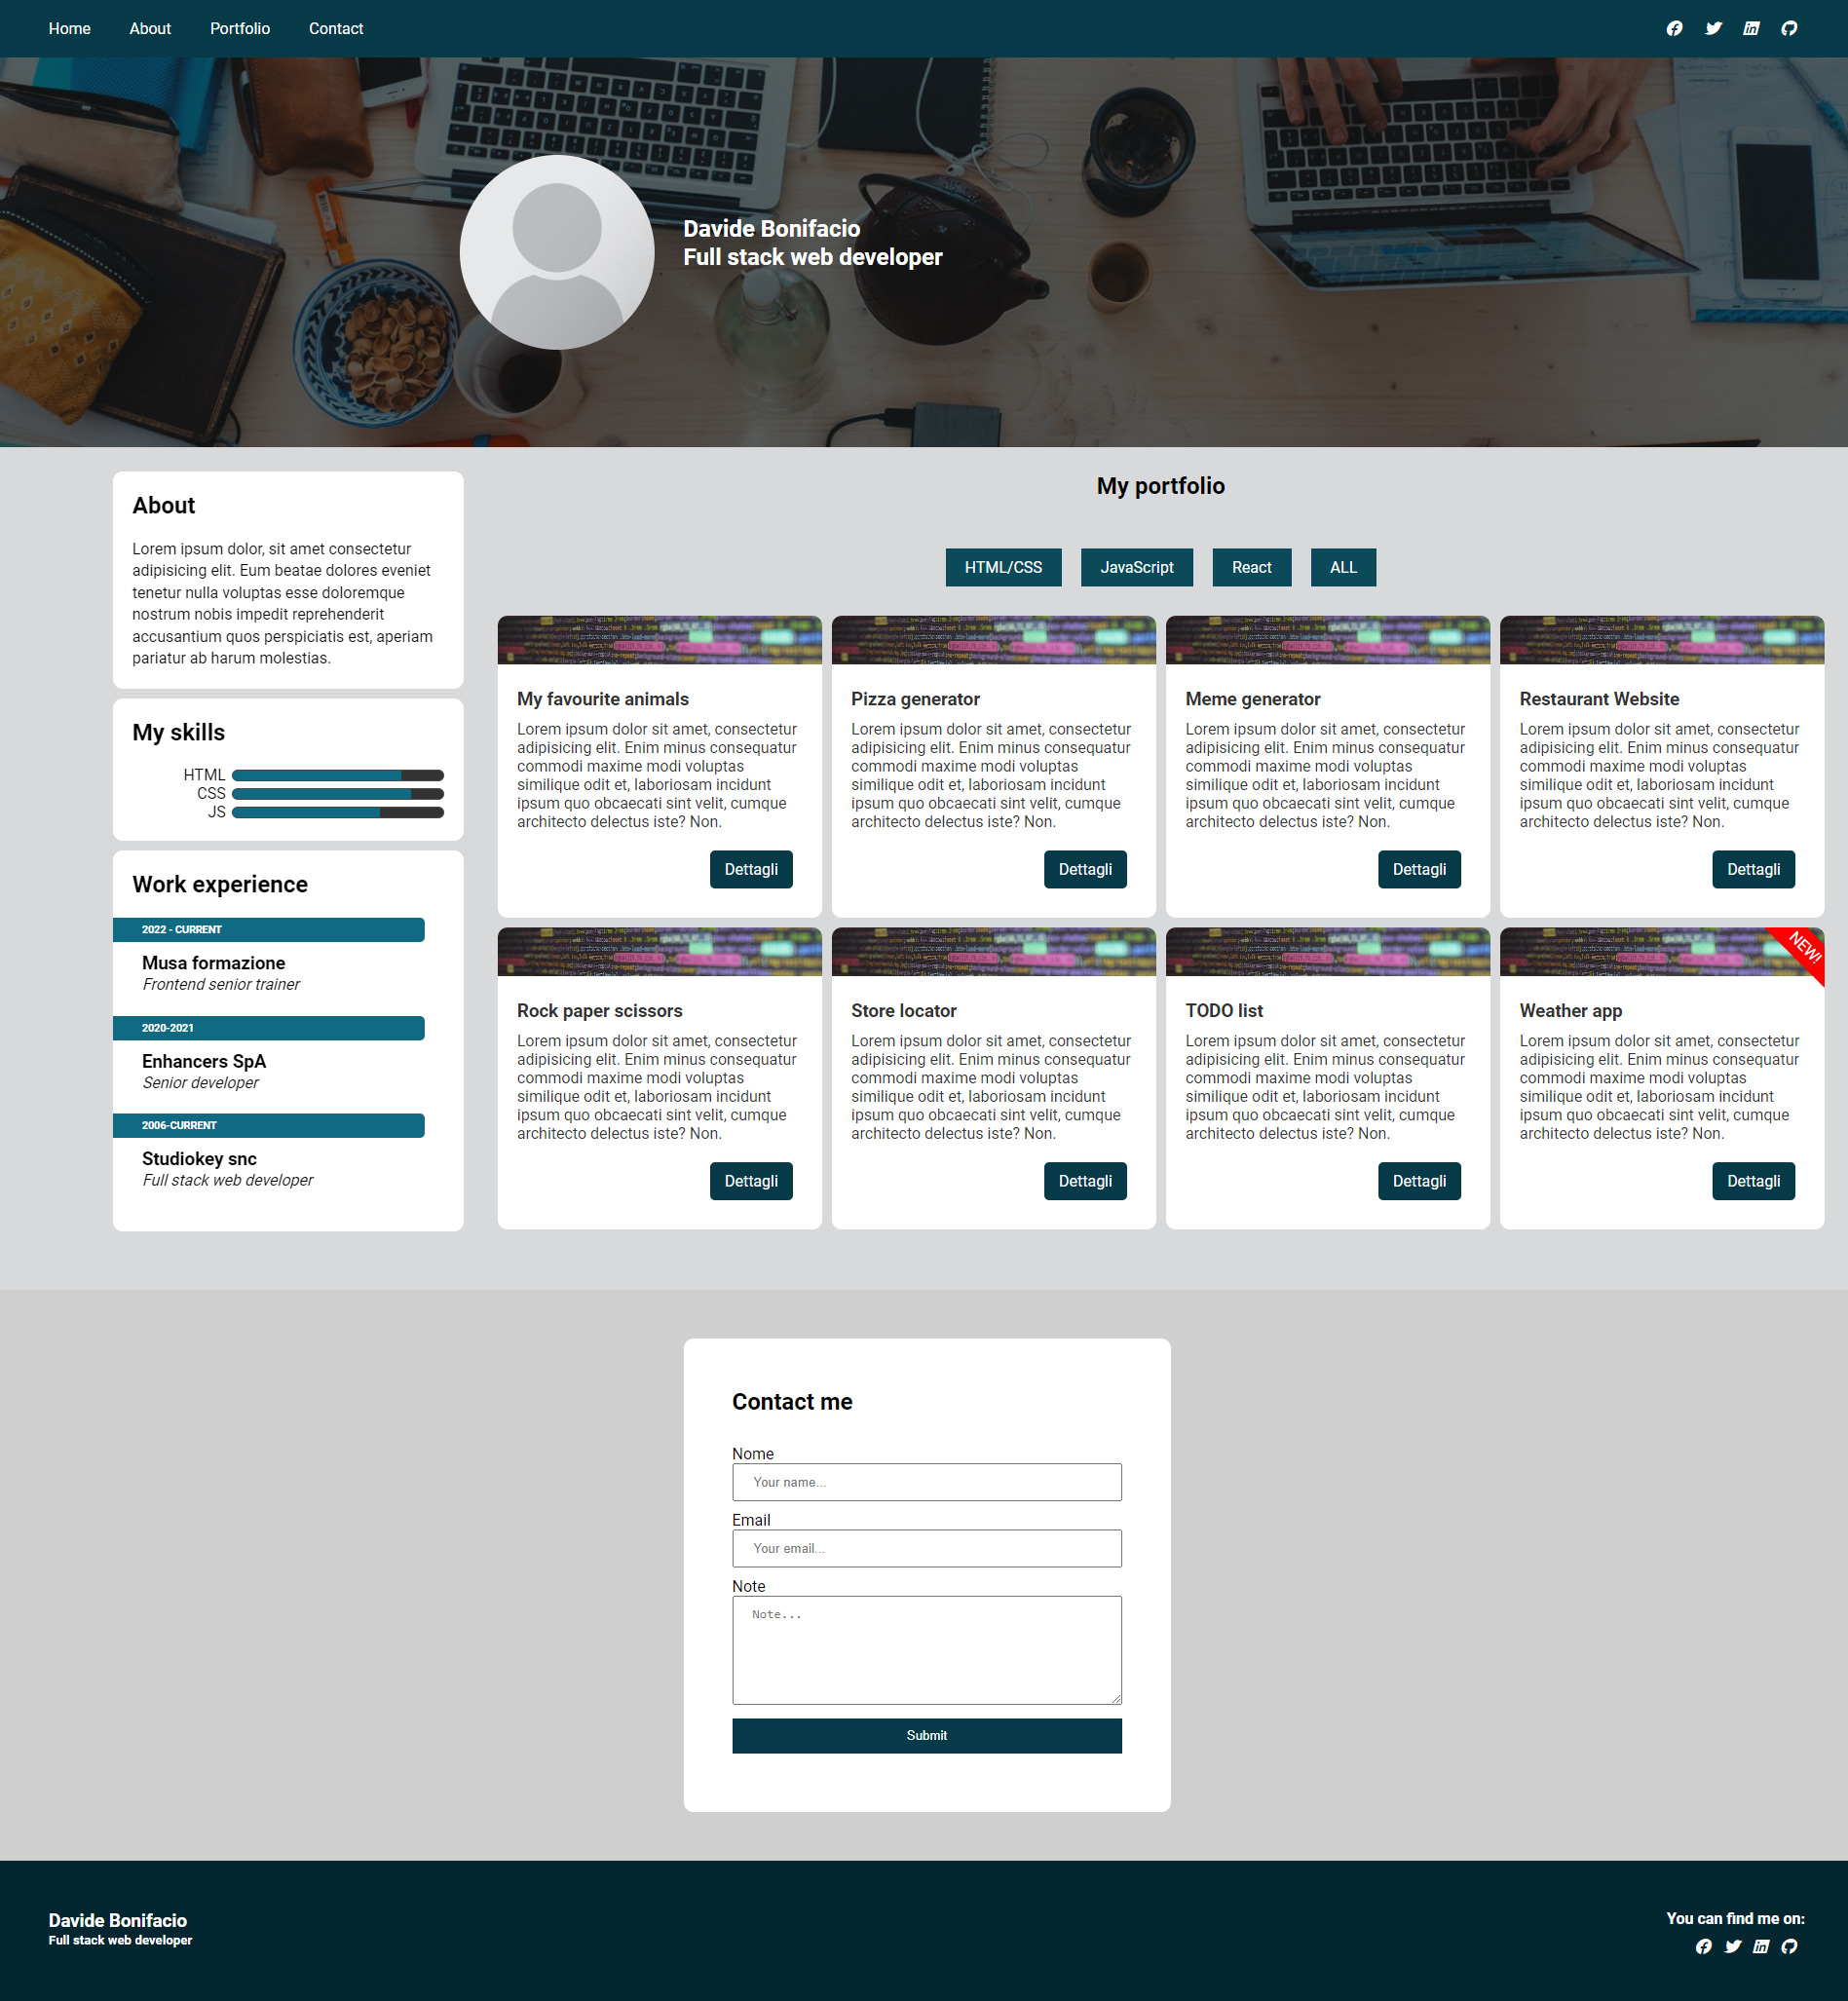 Home About Portfolio Contact
Davide Bonifacio
Full stack web developer
About
Lorem ipsum dolor, sit amet consectetur
adipisicing elit. Eum beatae dolores eveniet
tenetur nulla voluptas esse doloremque
nostrum nobis impedit reprehenderit
accusantium quos perspiciatis est, aperiam
pariatur ab harum molestias.
My skills
HTML
CSS
JS
Work experience
2022 - CURRENT
Musa formazione
Frontend senior trainer
2020-2021
Enhancers SpA
Senior developer
2006-CURRENT
Studiokey snc
Full stack web developer
My portfolio
HTML/CSS JavaScript React ALL
My favourite animals
Lorem ipsum dolor sit amet, consectetur
adipisicing elit. Enim minus consequatur
commodi maxime modi voluptas
similique odit et, laboriosam incidunt
ipsum quo obcaecati sint velit, cumque
architecto delectus iste? Non.
Dettagli
Pizza generator
Lorem ipsum dolor sit amet, consectetur
adipisicing elit. Enim minus consequatur
commodi maxime modi voluptas
similique odit et, laboriosam incidunt
ipsum quo obcaecati sint velit, cumque
architecto delectus iste? Non.
Dettagli
Meme generator
Lorem ipsum dolor sit amet, consectetur
adipisicing elit. Enim minus consequatur
commodi maxime modi voluptas
similique odit et, laboriosam incidunt
ipsum quo obcaecati sint velit, cumque
architecto delectus iste? Non.
Dettagli
Restaurant Website
Lorem ipsum dolor sit amet, consectetur
adipisicing elit. Enim minus consequatur
commodi maxime modi voluptas
similique odit et, laboriosam incidunt
ipsum quo obcaecati sint velit, cumque
architecto delectus iste? Non.
Dettagli
Rock paper scissors
Lorem ipsum dolor sit amet, consectetur
adipisicing elit. Enim minus consequatur
commodi maxime modi voluptas
similique odit et, laboriosam incidunt
ipsum quo obcaecati sint velit, cumque
architecto delectus iste? Non.
Dettagli
Store locator
Lorem ipsum dolor sit amet, consectetur
adipisicing elit. Enim minus consequatur
commodi maxime modi voluptas
similique odit et, laboriosam incidunt
ipsum quo obcaecati sint velit, cumque
architecto delectus iste? Non.
Dettagli
TODO list
Lorem ipsum dolor sit amet, consectetur
adipisicing elit. Enim minus consequatur
commodi maxime modi voluptas
similique odit et, laboriosam incidunt
ipsum quo obcaecati sint velit, cumque
architecto delectus iste? Non.
Dettagli
NEW!
Weather app
Lorem ipsum dolor sit amet, consectetur
adipisicing elit. Enim minus consequatur
commodi maxime modi voluptas
similique odit et, laboriosam incidunt
ipsum quo obcaecati sint velit, cumque
architecto delectus iste? Non.
Dettagli
Contact me
Nome
Your name...
Email
Your email...
Note
Note...
Submit
Davide Bonifacio
Full stack web developer
You can find me on: